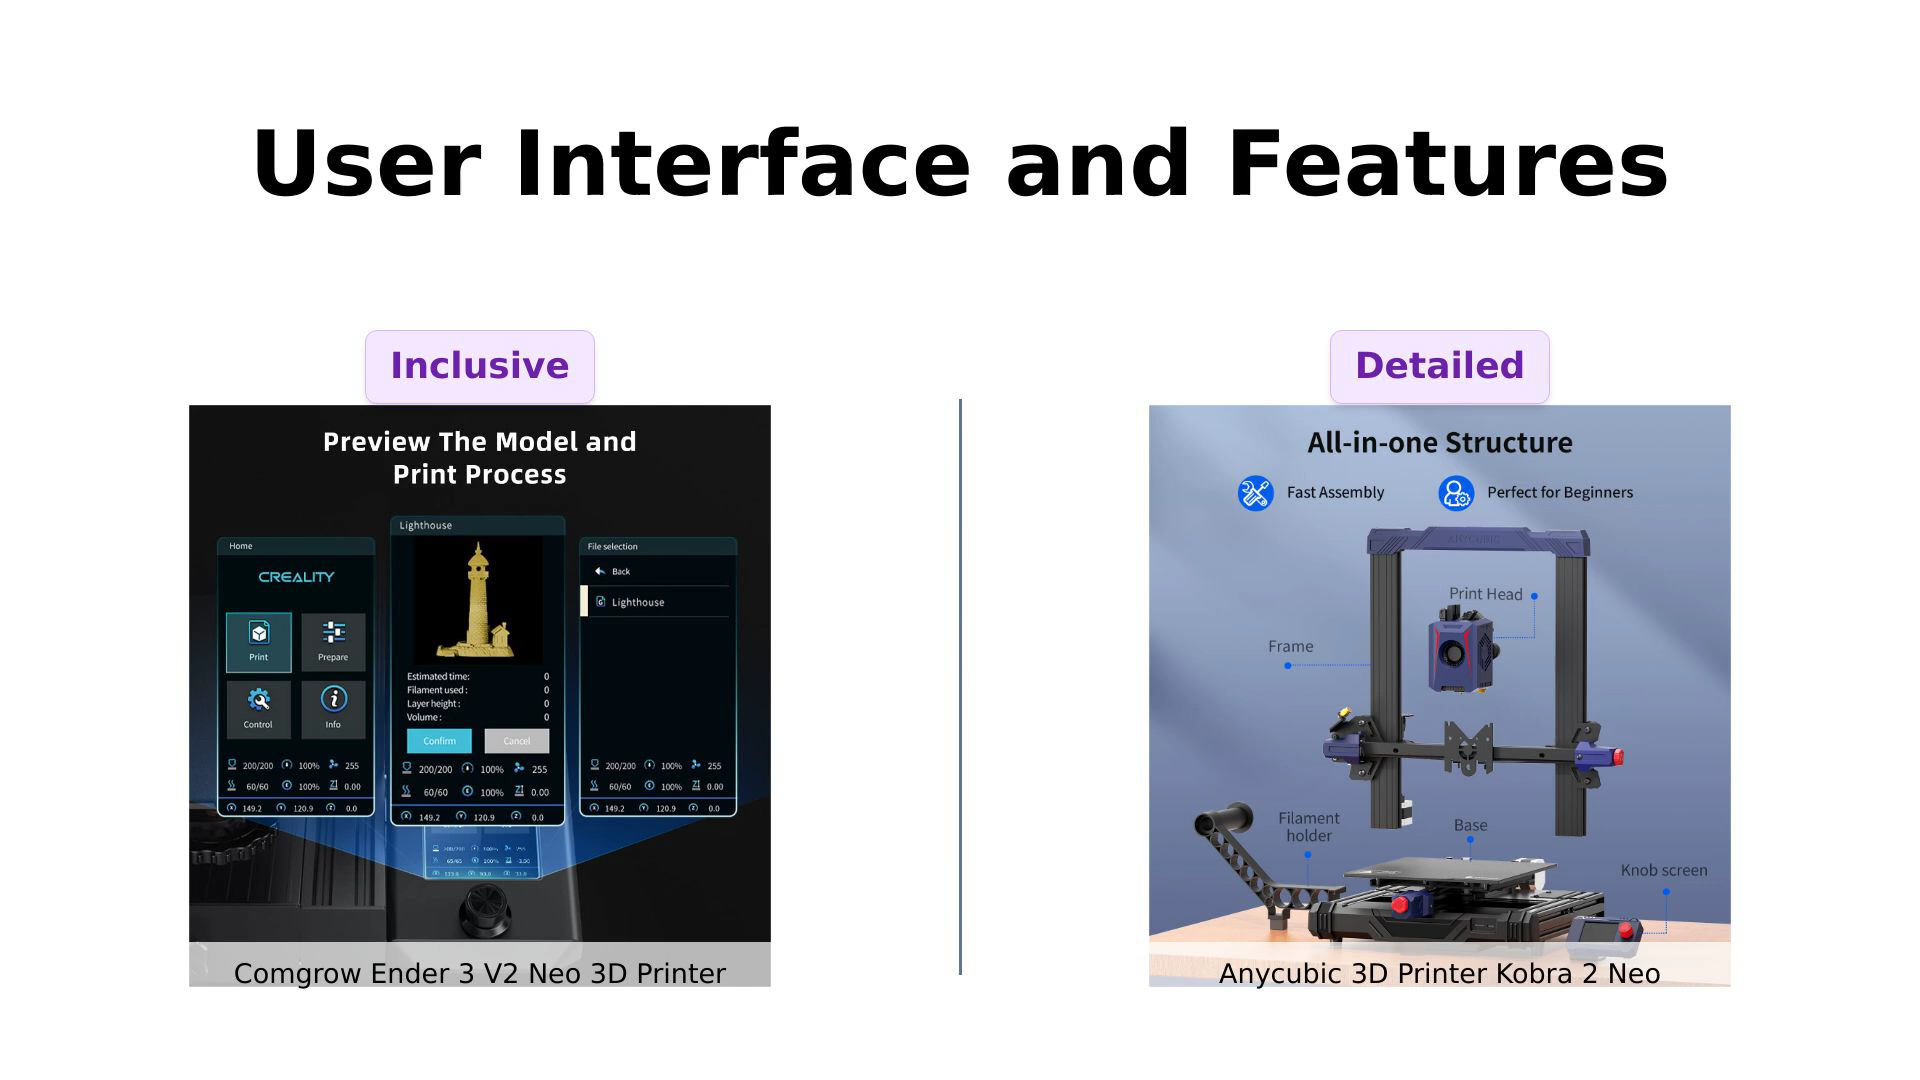 User Interface and Features
Inclusive
Preview The Model and
Print Process
Home
CREALITY
Print
Prepare
Control
Info
200/200 100% 255
60/60 100% 0.00
149.2 120.9 0.0
Lighthouse
Estimated time: 0
Filament used : 0
Layer height : 0
Volume : 0
Confirm
Cancel
200/200 100% 255
60/60 100% 0.00
149.2 120.9 0.0
File selection
Back
Lighthouse
200/200 100% 255
60/60 100% 0.00
149.2 120.9 0.0
Comgrow Ender 3 V2 Neo 3D Printer
Detailed
All-in-one Structure
Fast Assembly
Perfect for Beginners
ANYCUBIC
Print Head
Frame
Filament
holder
Base
Knob screen
Anycubic 3D Printer Kobra 2 Neo